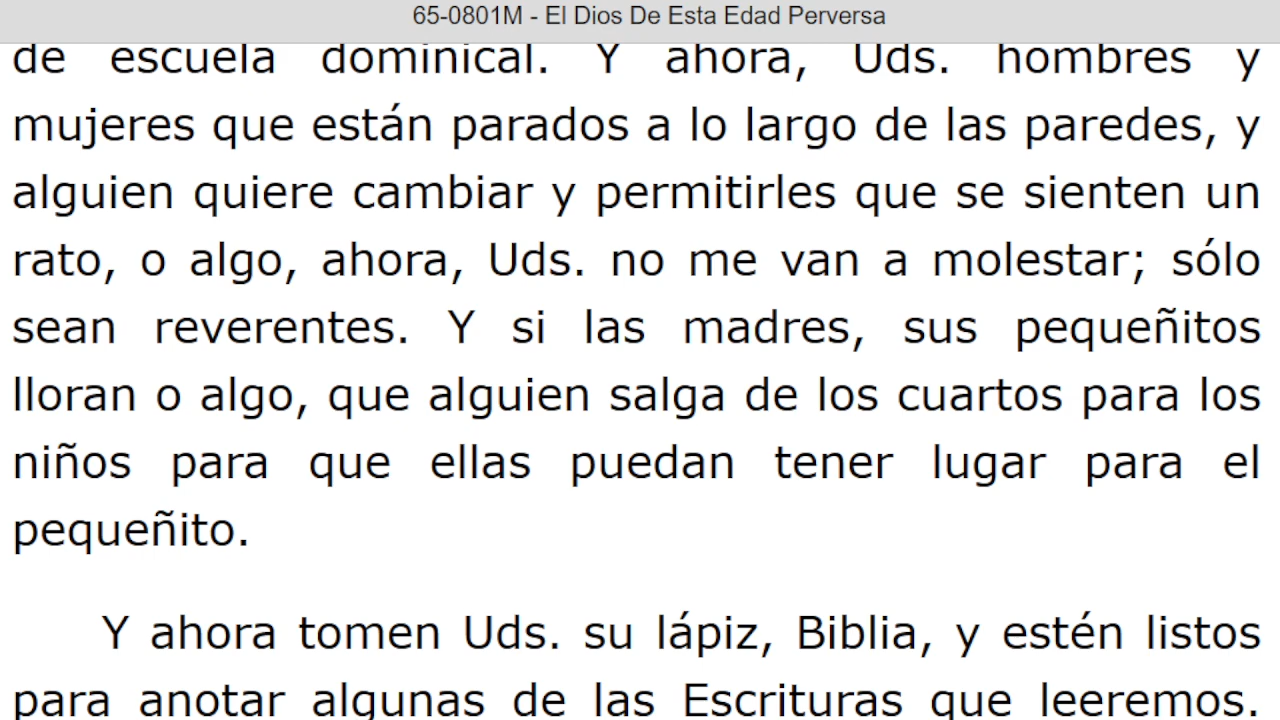 65-0801M - El Dios De Esta Edad Perversa
de escuela dominical. Y ahora, Uds. hombres y
mujeres que están parados a lo largo de las paredes, y
alguien quiere cambiar y permitirles que se sienten un
rato, o algo, ahora, Uds. no me van a molestar; sólo
sean reverentes. Y si las madres, sus pequeñitos
lloran o algo, que alguien salga de los cuartos para los
niños para que ellas puedan tener lugar para el
pequeñito.
Y ahora tomen Uds. su lápiz, Biblia, y estén listos
para anotar algunas de las Escrituras que leeremos.